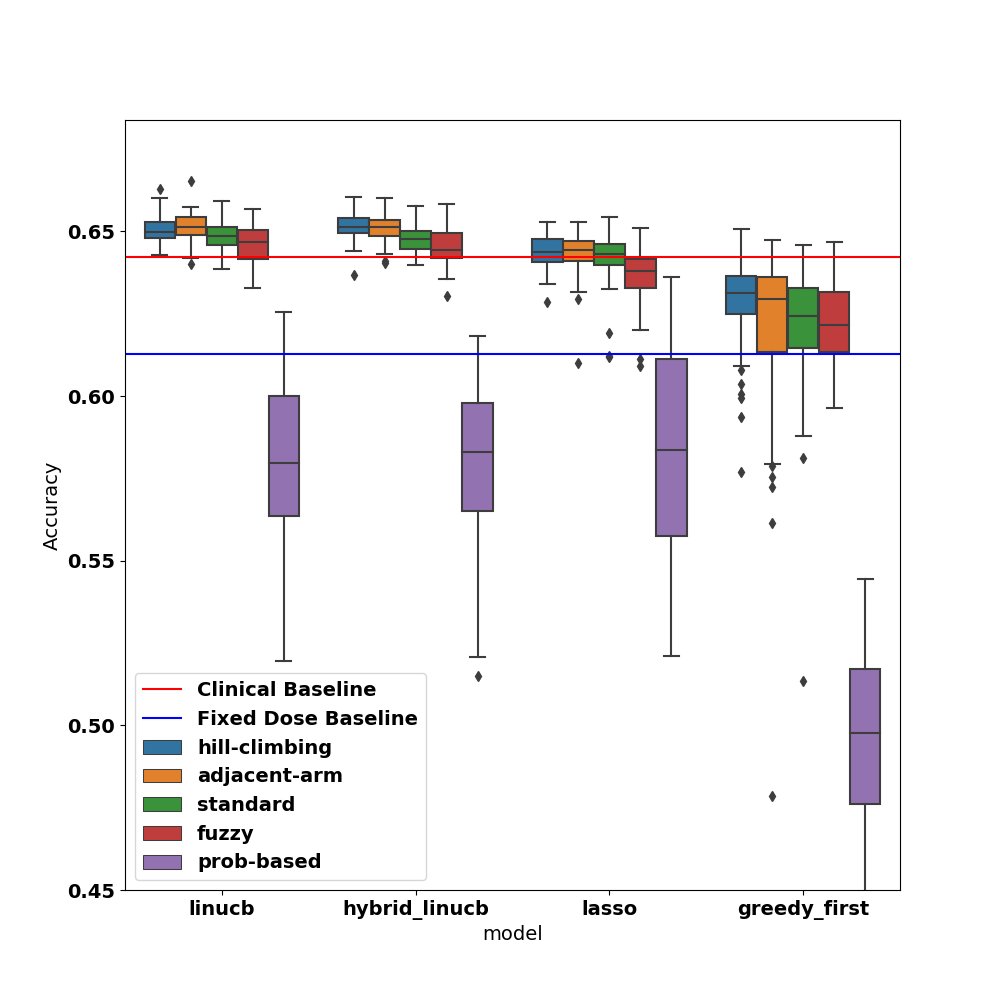 0.65
0.60
0.55
0.50
0.45
Accuracy
Clinical Baseline
Fixed Dose Baseline
hill-climbing
adjacent-arm
standard
fuzzy
prob-based
linucb
hybrid_linucb
lasso
greedy_first
model